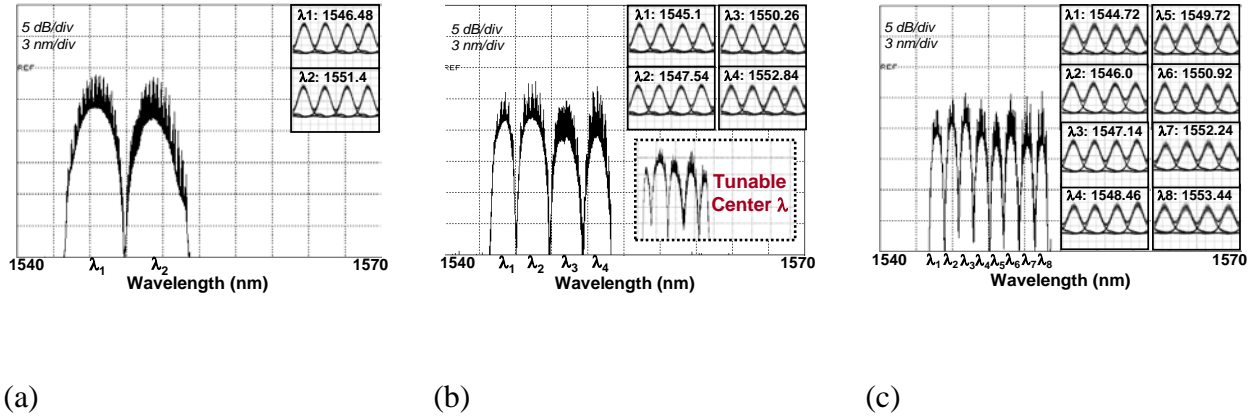 5 dB/div
3 nm/div
REF
λ1: 1546.48
λ2: 1551.4
1540
λ1
λ2
1570
Wavelength (nm)
5 dB/div
3 nm/div
REF
λ1: 1545.1
λ3: 1550.26
λ2: 1547.54
λ4: 1552.84
Tunable
Center λ
1540
λ1
λ2
λ3
λ4
1570
Wavelength (nm)
5 dB/div
3 nm/div
REF
λ1: 1544.72
λ5: 1549.72
λ2: 1546.0
λ6: 1550.92
λ3: 1547.14
λ7: 1552.24
λ4: 1548.46
λ8: 1553.44
1540
λ1 λ2 λ3 λ4 λ5 λ6 λ7 λ8
1570
Wavelength (nm)
(a)
(b)
(c)